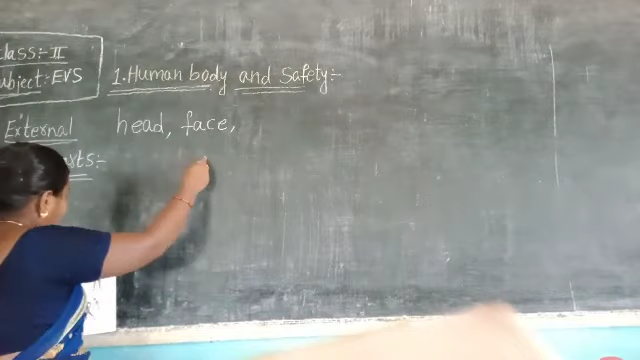 Class:- II
Subject:- EVS
1. Human body and Safety:-
External
head, face,